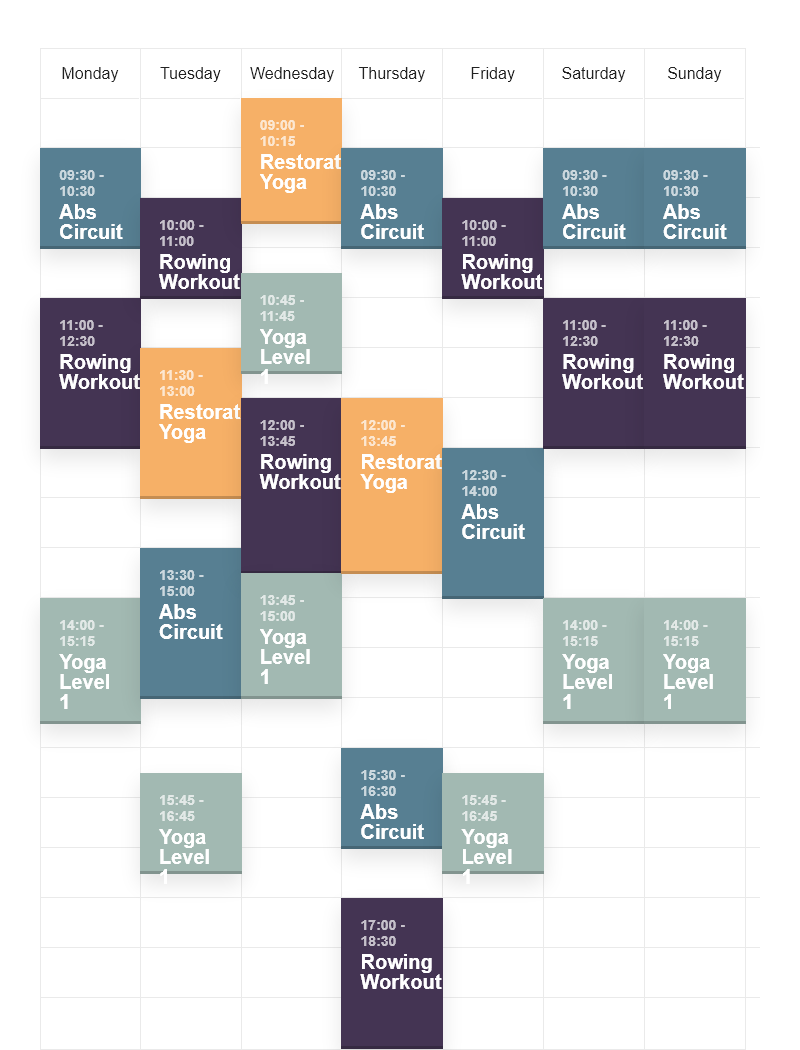 Monday
Tuesday
Wednesday
Thursday
Friday
Saturday
Sunday
09:30 -
10:30
Abs
Circuit
11:00 -
12:30
Rowing
Workout
14:00 -
15:15
Yoga
Level
1
10:00 -
11:00
Rowing
Workout
11:30 -
13:00
Restorat
Yoga
13:30 -
15:00
Abs
Circuit
15:45 -
16:45
Yoga
Level
1
09:00 -
10:15
Restorat
Yoga
10:45 -
11:45
Yoga
Level
1
12:00 -
13:45
Rowing
Workout
13:45 -
15:00
Yoga
Level
1
09:30 -
10:30
Abs
Circuit
12:00 -
13:45
Restorat
Yoga
15:30 -
16:30
Abs
Circuit
17:00 -
18:30
Rowing
Workout
10:00 -
11:00
Rowing
Workout
12:30 -
14:00
Abs
Circuit
15:45 -
16:45
Yoga
Level
1
09:30 -
10:30
Abs
Circuit
11:00 -
12:30
Rowing
Workout
14:00 -
15:15
Yoga
Level
1
09:30 -
10:30
Abs
Circuit
11:00 -
12:30
Rowing
Workout
14:00 -
15:15
Yoga
Level
1